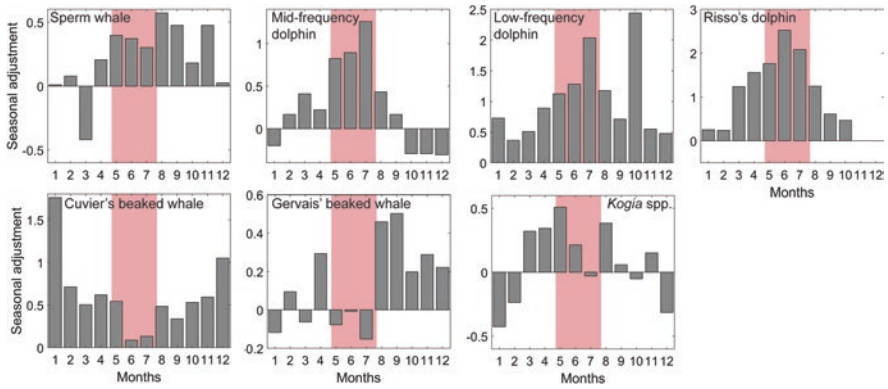 Sperm whale
Seasonal adjustment
0.5
0
-0.5
1 2 3 4 5 6 7 8 9 10 11 12
Mid-frequency
dolphin
1
0.5
0
1 2 3 4 5 6 7 8 9 10 11 12
Low-frequency
dolphin
2.5
2
1.5
1
0.5
0
1 2 3 4 5 6 7 8 9 10 11 12
Risso's dolphin
3
2
1
0
1 2 3 4 5 6 7 8 9 10 11 12
Months
Cuvier's beaked whale
Seasonal adjustment
1.5
1
0.5
0
1 2 3 4 5 6 7 8 9 10 11 12
Months
Gervais' beaked whale
0.6
0.4
0.2
0
-0.2
1 2 3 4 5 6 7 8 9 10 11 12
Months
Kogia spp.
0.5
0
-0.5
1 2 3 4 5 6 7 8 9 10 11 12
Months